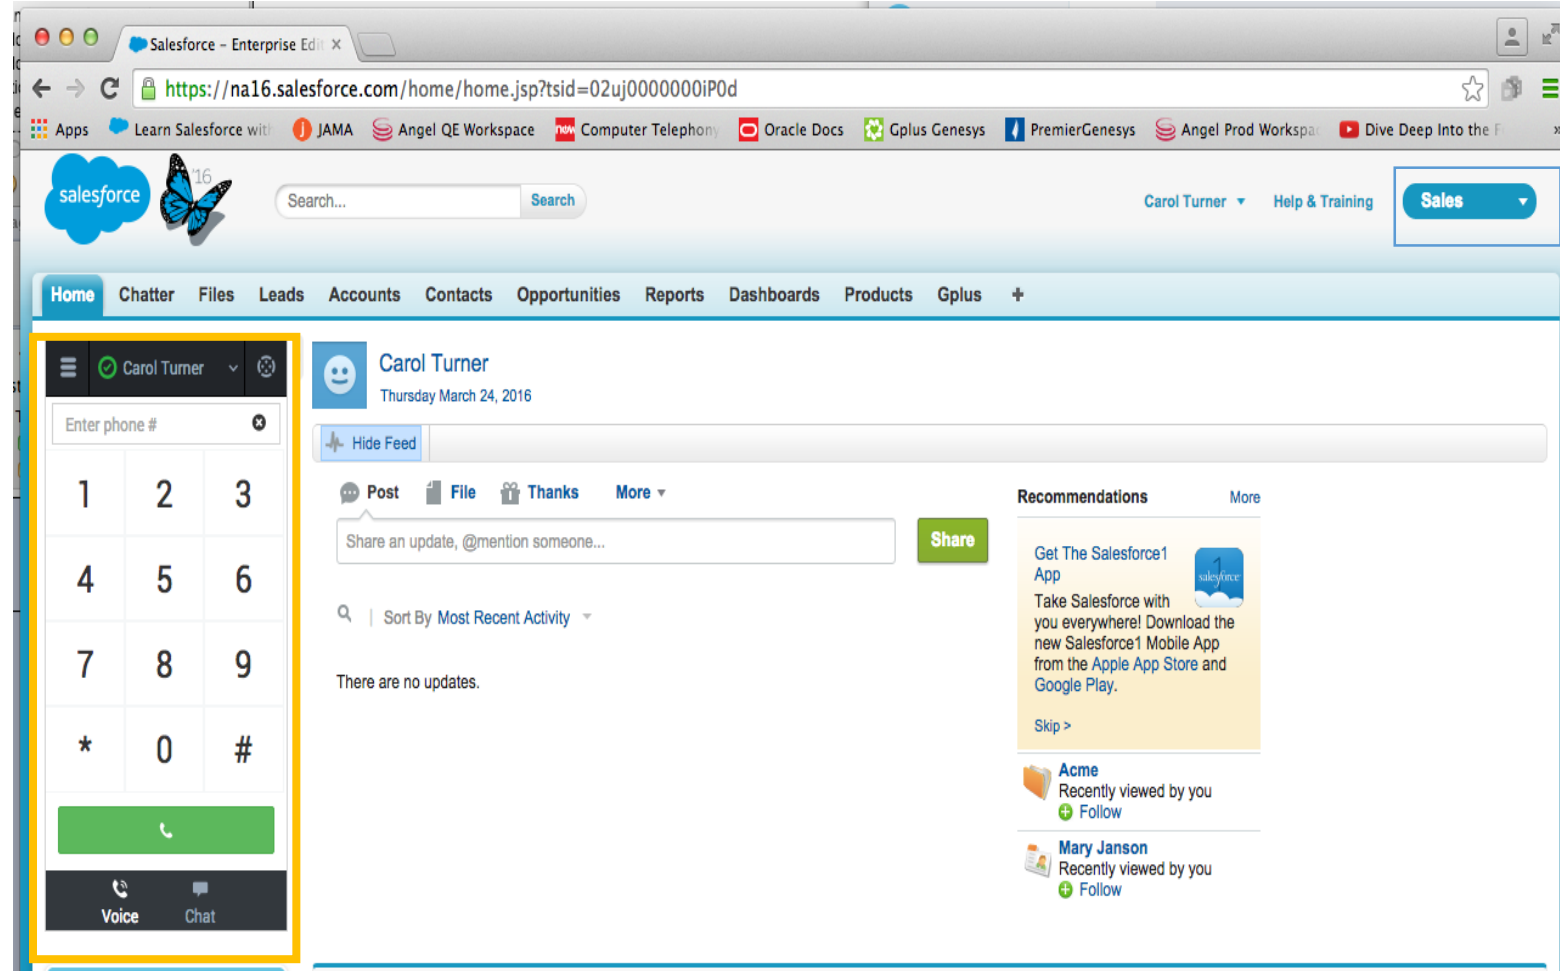 Salesforce – Enterprise Edi
https://na16.salesforce.com/home/home.jsp?tsid=02uj0000000iP0d
Apps Learn Salesforce with JAMA Angel QE Workspace Computer Telephony Oracle Docs Gplus Genesys PremierGenesys Angel Prod Workspac Dive Deep Into the F »
salesforce '16 Search... Search Carol Turner Help & Training Sales
Home Chatter Files Leads Accounts Contacts Opportunities Reports Dashboards Products Gplus +
Carol Turner
Enter phone #
1 2 3
4 5 6
7 8 9
* 0 #
Voice Chat
Carol Turner
Thursday March 24, 2016
Hide Feed
Post File Thanks More
Share an update, @mention someone... Share
Sort By Most Recent Activity
There are no updates.
Recommendations More
Get The Salesforce1
App
salesforce1
Take Salesforce with
you everywhere! Download the
new Salesforce1 Mobile App
from the Apple App Store and
Google Play.
Skip >
Acme
Recently viewed by you
Follow
Mary Janson
Recently viewed by you
Follow